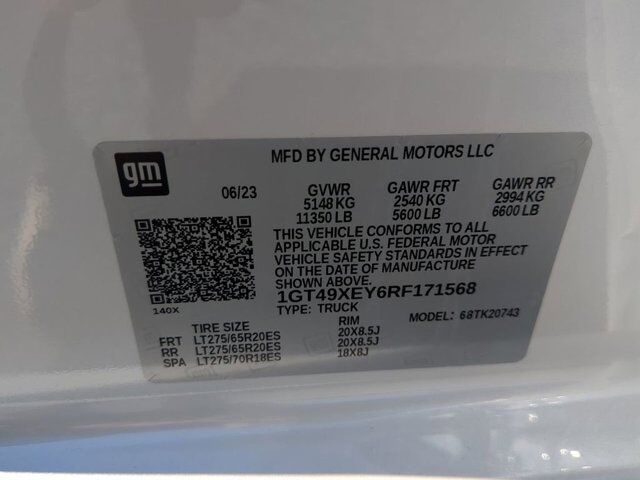 gm
MFD BY GENERAL MOTORS LLC
06/23 GVWR GAWR FRT GAWR RR
5148 KG 2540 KG 2994 KG
11350 LB 5600 LB 6600 LB
THIS VEHICLE CONFORMS TO ALL
APPLICABLE U.S. FEDERAL MOTOR
VEHICLE SAFETY STANDARDS IN EFFECT
ON THE DATE OF MANUFACTURE
SHOWN ABOVE.
1GT49XEY6RF171568
140X
TYPE: TRUCK MODEL: 68TK20743
TIRE SIZE RIM
FRT LT275/65R20ES 20X8.5J
RR LT275/65R20ES 20X8.5J
SPA LT275/70R18ES 18X8J